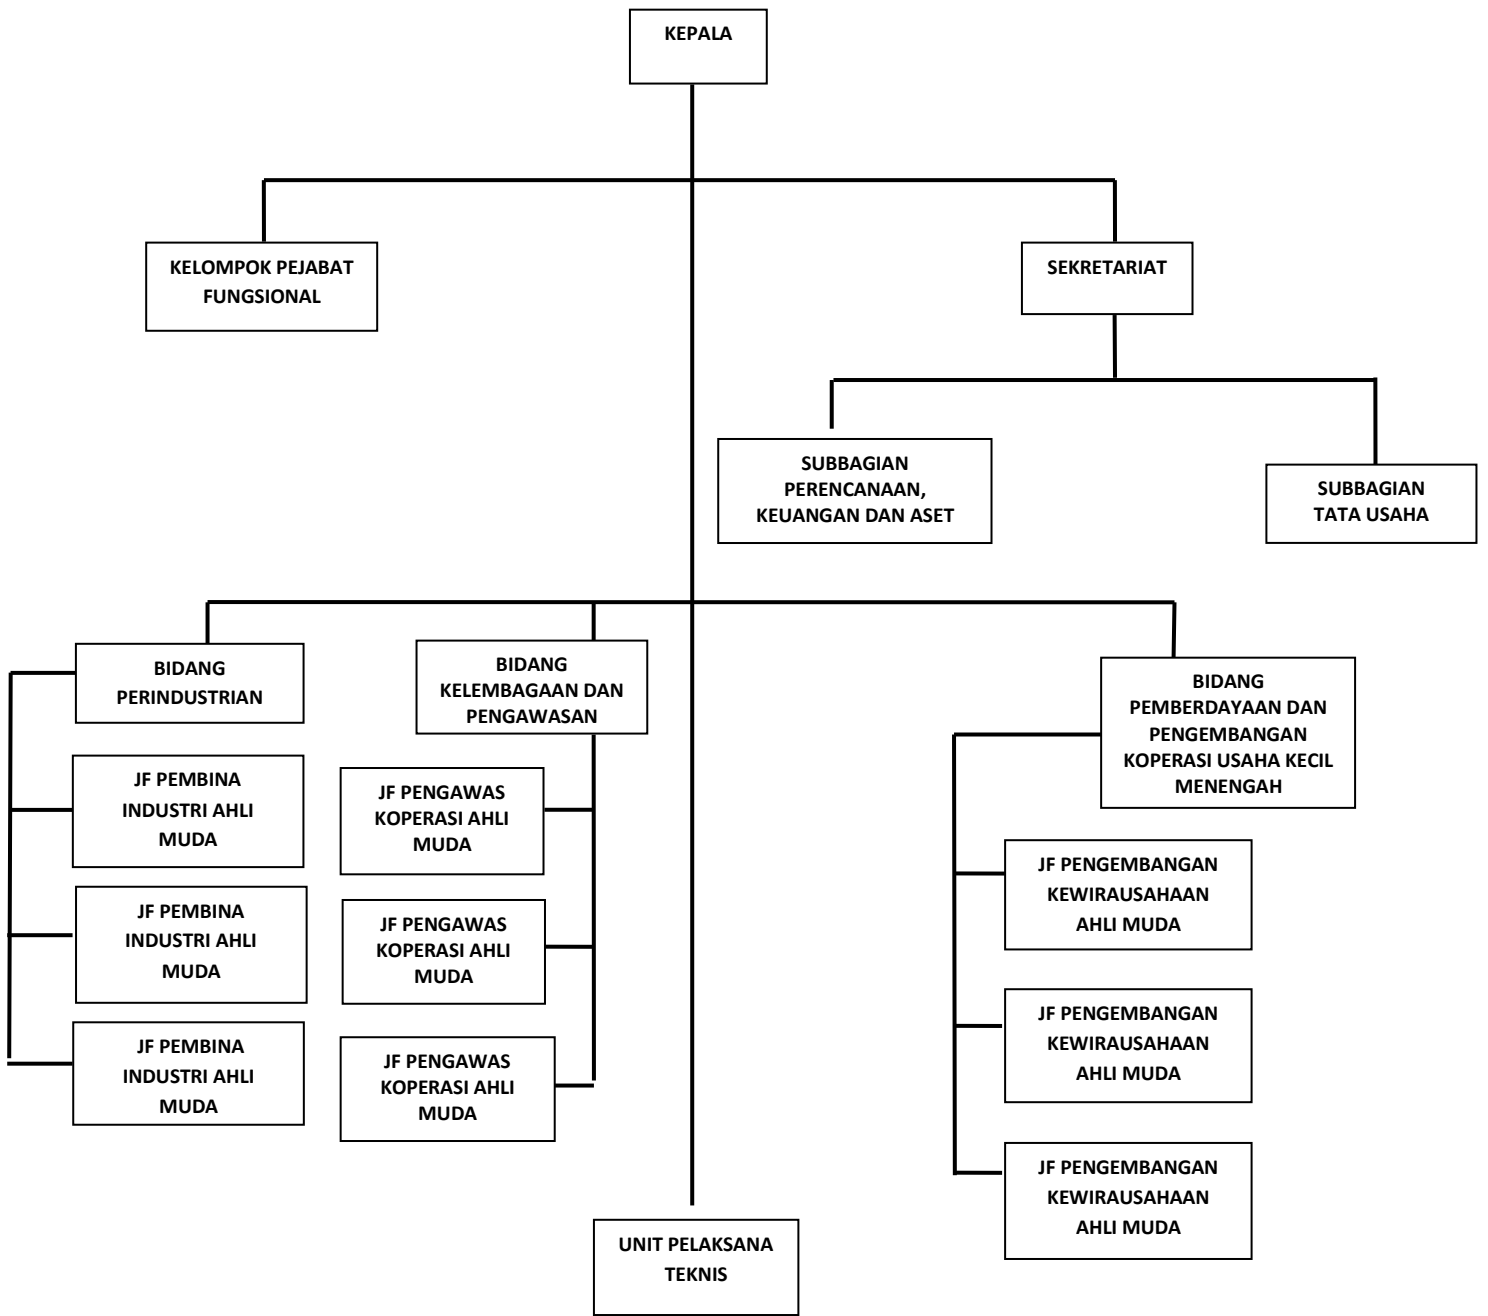 KEPALA
KELOMPOK PEJABAT
FUNGSIONAL
SEKRETARIAT
SUBBAGIAN
PERENCANAAN,
KEUANGAN DAN ASET
SUBBAGIAN
TATA USAHA
BIDANG
PERINDUSTRIAN
JF PEMBINA
INDUSTRI AHLI
MUDA
JF PEMBINA
INDUSTRI AHLI
MUDA
JF PEMBINA
INDUSTRI AHLI
MUDA
BIDANG
KELEMBAGAAN DAN
PENGAWASAN
JF PENGAWAS
KOPERASI AHLI
MUDA
JF PENGAWAS
KOPERASI AHLI
MUDA
JF PENGAWAS
KOPERASI AHLI
MUDA
BIDANG
PEMBERDAYAAN DAN
PENGEMBANGAN
KOPERASI USAHA KECIL
MENENGAH
JF PENGEMBANGAN
KEWIRAUSAHAAN
AHLI MUDA
JF PENGEMBANGAN
KEWIRAUSAHAAN
AHLI MUDA
JF PENGEMBANGAN
KEWIRAUSAHAAN
AHLI MUDA
UNIT PELAKSANA
TEKNIS